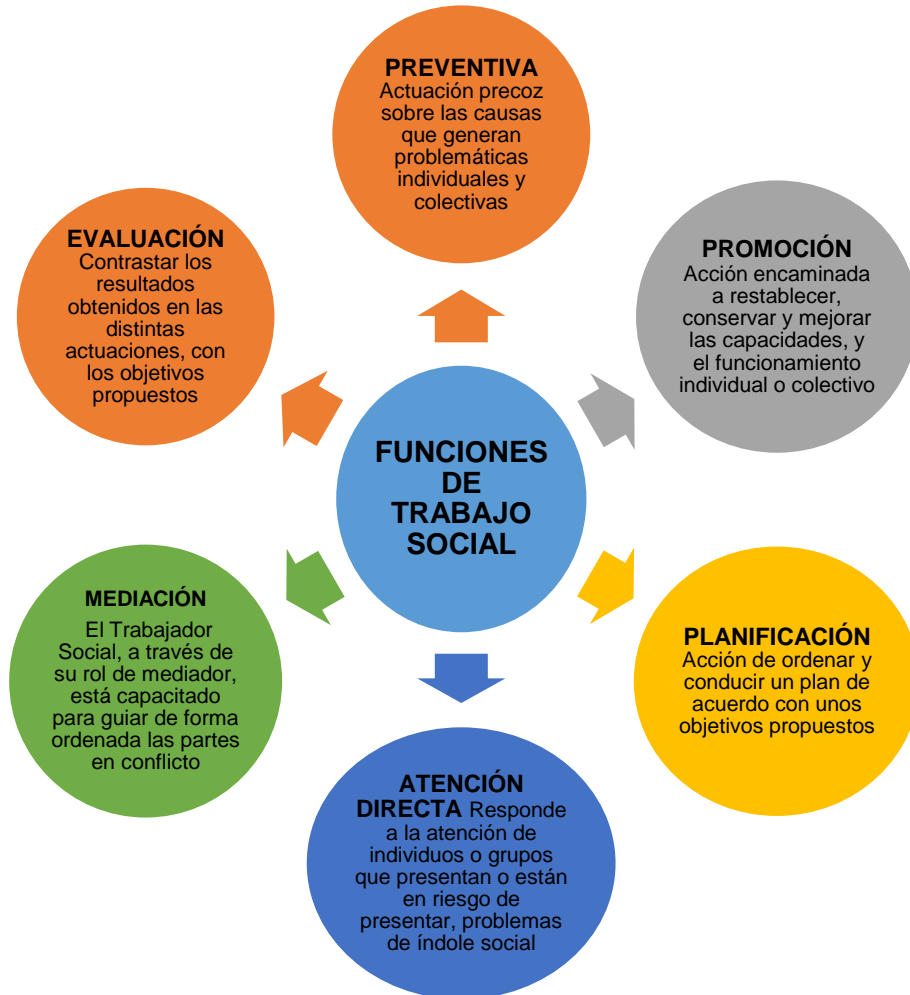 PREVENTIVA
Actuación precoz
sobre las causas
que generan
problemáticas
individuales y
colectivas
EVALUACIÓN
Contrastar los
resultados
obtenidos en las
distintas
actuaciones, con
los objetivos
propuestos
PROMOCIÓN
Acción encaminada
a restablecer,
conservar y mejorar
las capacidades, y
el funcionamiento
individual o colectivo
FUNCIONES
DE
TRABAJO
SOCIAL
MEDIACIÓN
El Trabajador
Social, a través de
su rol de mediador,
está capacitado
para guiar de forma
ordenada las partes
en conflicto
PLANIFICACIÓN
Acción de ordenar y
conducir un plan de
acuerdo con unos
objetivos propuestos
ATENCIÓN
DIRECTA Responde
a la atención de
individuos o grupos
que presentan o están
en riesgo de
presentar, problemas
de índole social